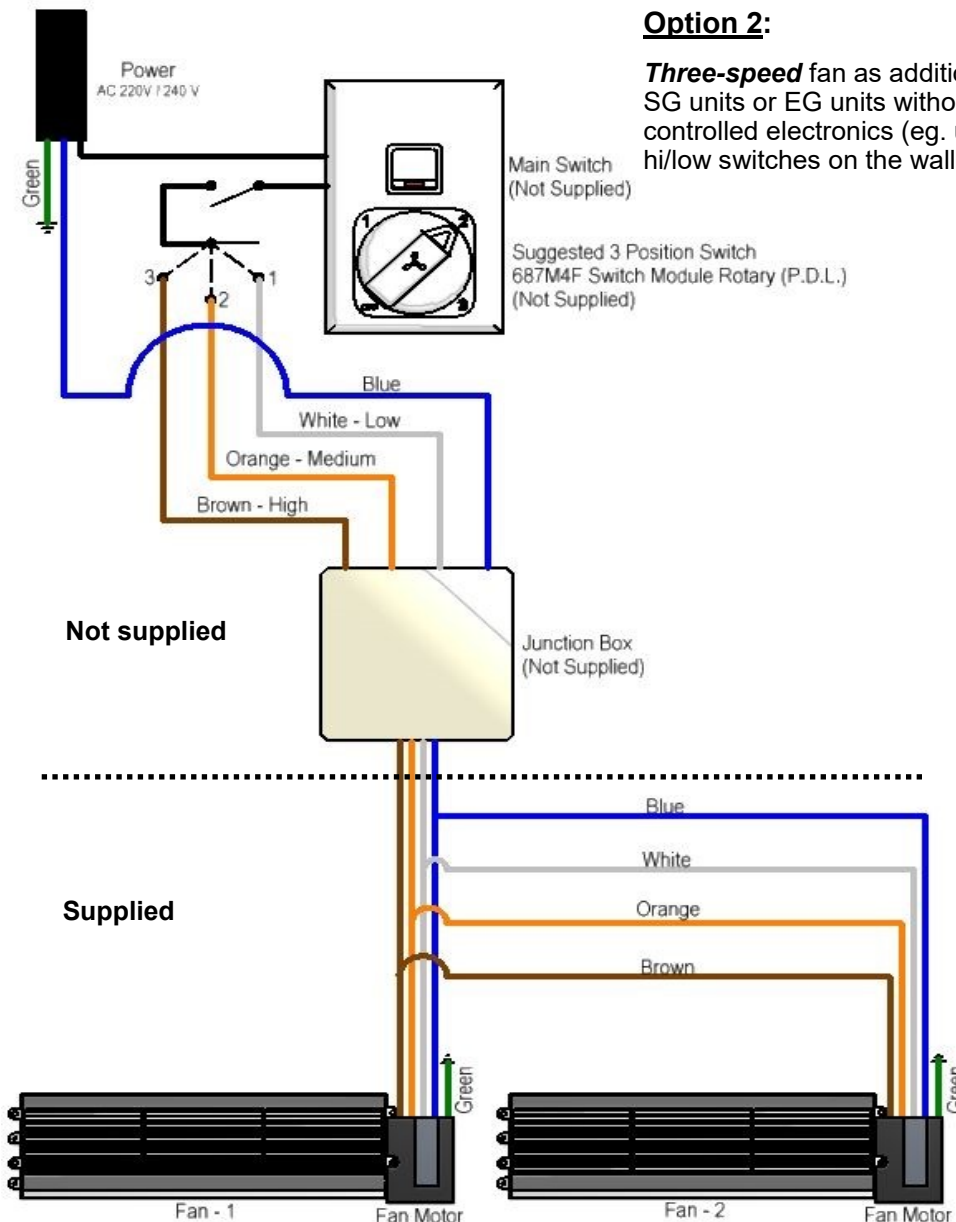 Option 2:
Three-speed fan as additio
SG units or EG units witho
controlled electronics (eg. u
hi/low switches on the wall
Power
AC 220V / 240 V
Green
Main Switch
(Not Supplied)
1
2
3
Suggested 3 Position Switch
687M4F Switch Module Rotary (P.D.L.)
(Not Supplied)
3
2
1
Blue
White - Low
Orange - Medium
Brown - High
Not supplied
Junction Box
(Not Supplied)
Blue
White
Supplied
Orange
Brown
Green
Green
Fan - 1
Fan Motor
Fan - 2
Fan Motor